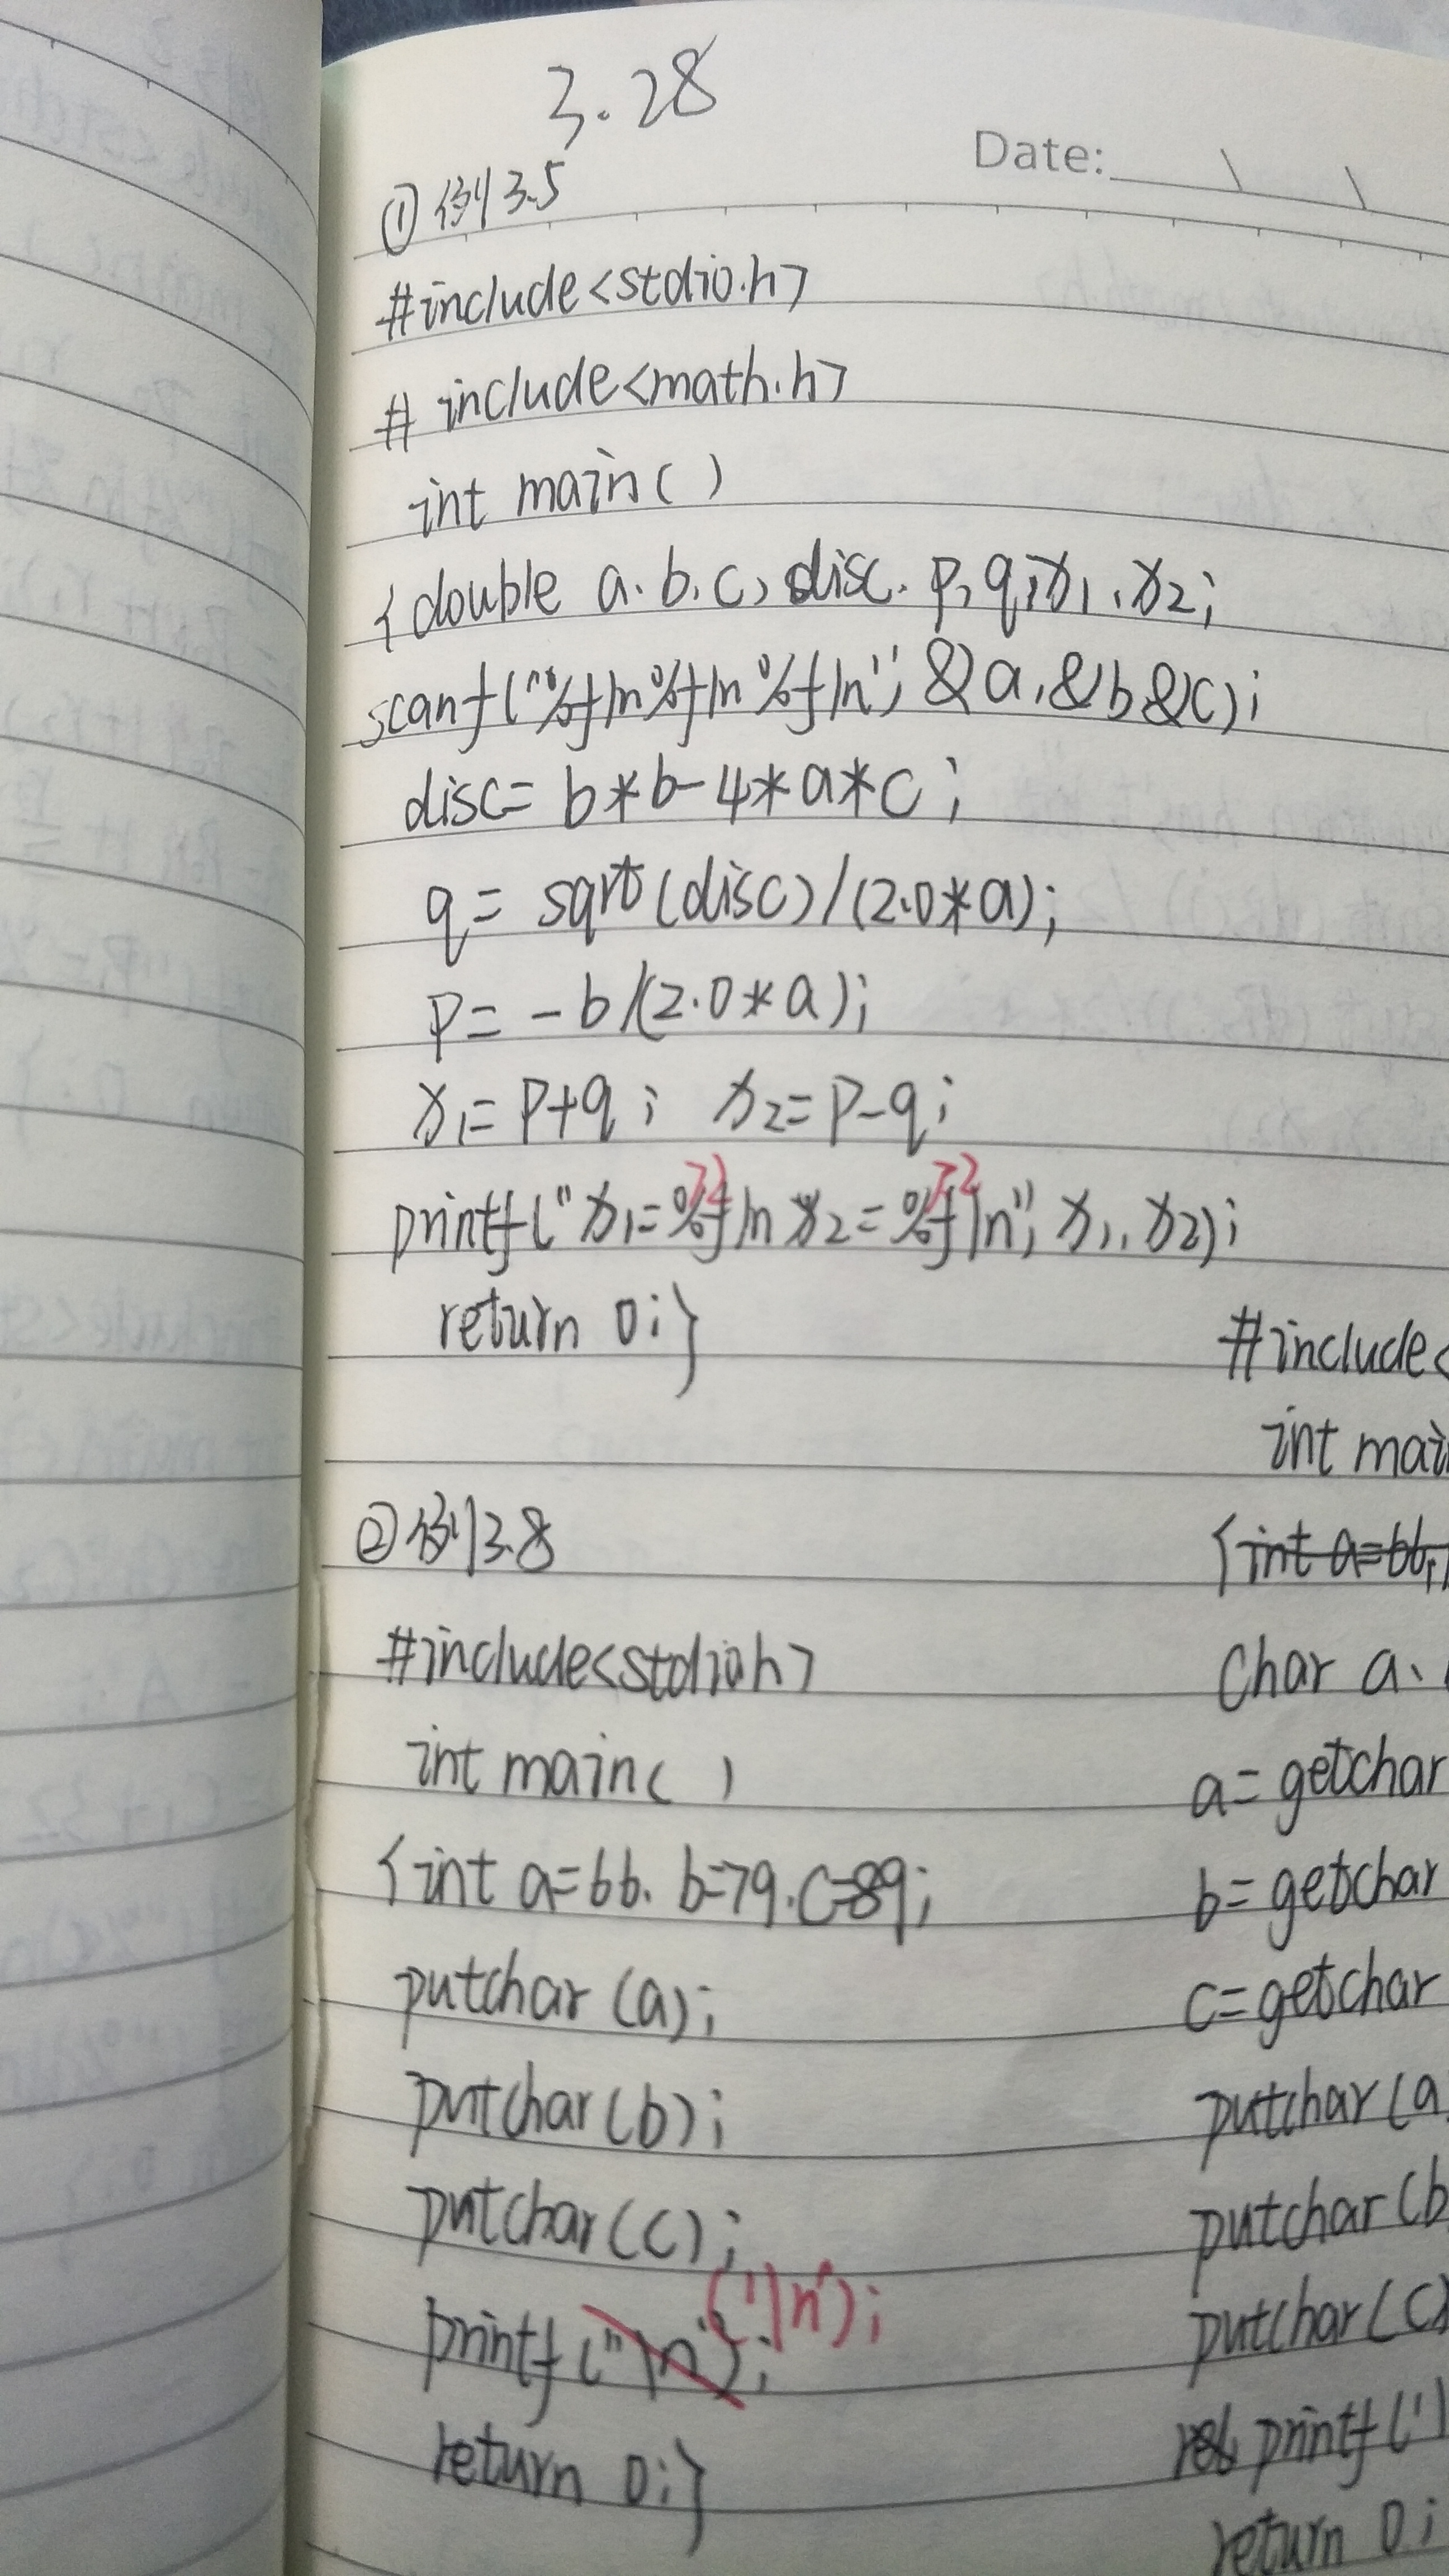 3.28
Date:
①例3.5
#include<stdio.h>
# include<math.h>
int main( )
{double a.b.c, disc. p, q,x1,x2;
scanf("%f\n%f\n%f\n", &a,&b&c);
disc= b*b-4*a*c;
q= sqrt(disc)/(2.0*a);
p= -b/(2.0*a);
x1=p+q; x2=p-q;
printf("x1=%7.2f\n x2=%7.2f\n", x1,x2);
return 0;}
②例3.8
#include<stdio.h>
int main( )
{int a=66. b=79.c=89;
putchar(a);
putchar(b);
putchar(c);
printf("\n"); ('\n');
return 0;}
#include<
int mai
{int a=66,
char a、
a=getchar
b=getchar
c=getchar
putchar(a
putchar(b
putchar(c)
printf('\
return 0;